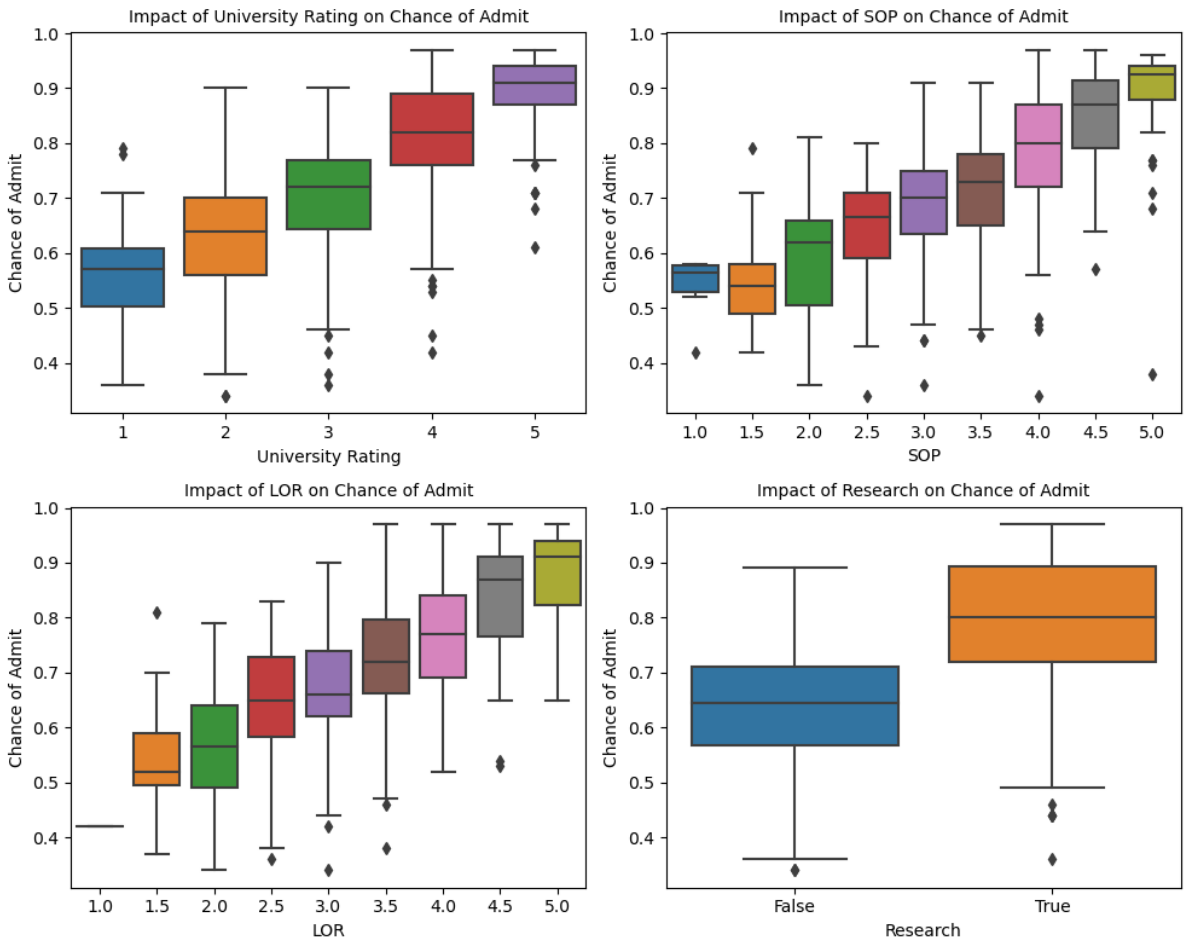 Impact of University Rating on Chance of Admit
Chance of Admit
1.0
0.9
0.8
0.7
0.6
0.5
0.4
1 2 3 4 5
University Rating
Impact of SOP on Chance of Admit
Chance of Admit
1.0
0.9
0.8
0.7
0.6
0.5
0.4
1.0 1.5 2.0 2.5 3.0 3.5 4.0 4.5 5.0
SOP
Impact of LOR on Chance of Admit
Chance of Admit
1.0
0.9
0.8
0.7
0.6
0.5
0.4
1.0 1.5 2.0 2.5 3.0 3.5 4.0 4.5 5.0
LOR
Impact of Research on Chance of Admit
Chance of Admit
1.0
0.9
0.8
0.7
0.6
0.5
0.4
False True
Research